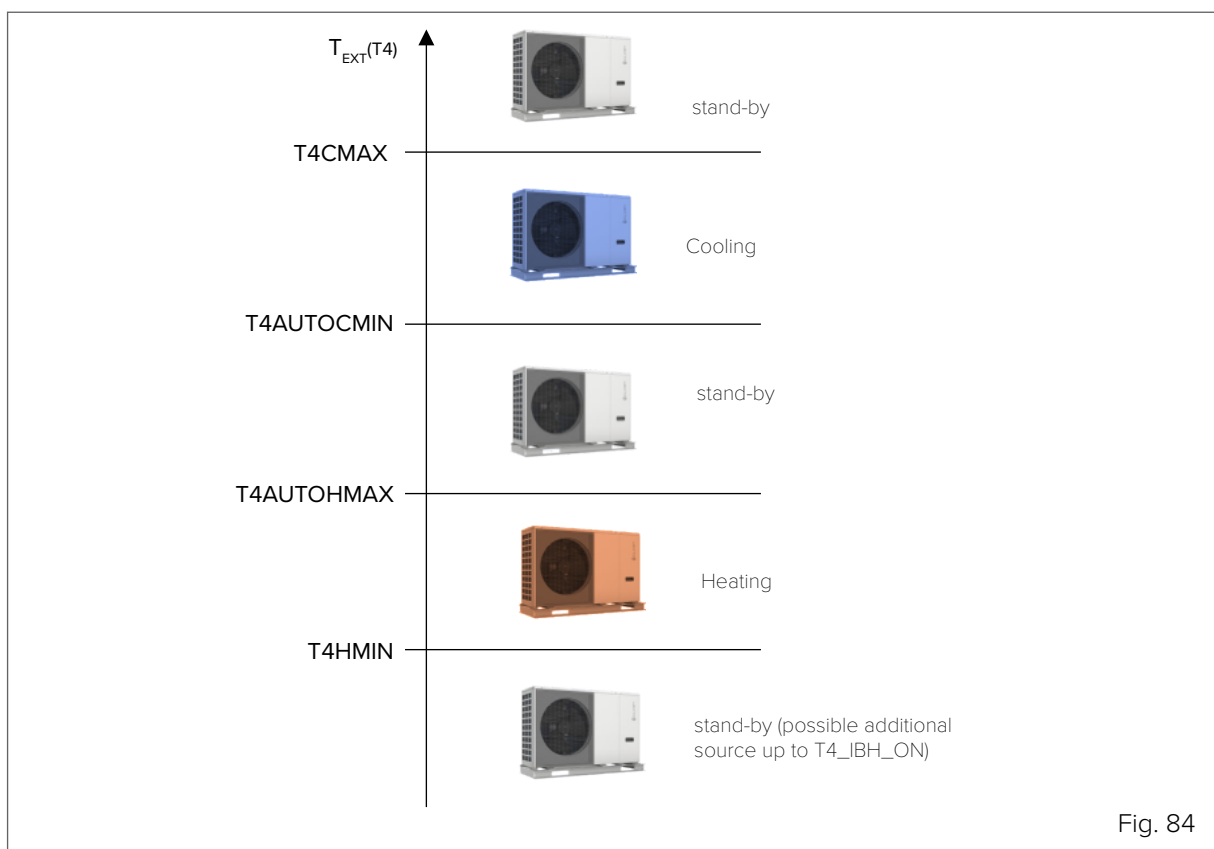 T_EXT(T4)
stand-by
T4CMAX
Cooling
T4AUTOCMIN
stand-by
T4AUTOHMAX
Heating
T4HMIN
stand-by (possible additional
source up to T4_IBH_ON)
Fig. 84